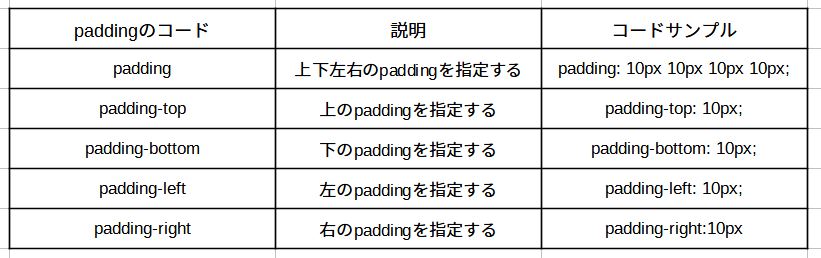 paddingのコード 説明 コードサンプル
padding 上下左右のpaddingを指定する padding: 10px 10px 10px 10px;
padding-top 上のpaddingを指定する padding-top: 10px;
padding-bottom 下のpaddingを指定する padding-bottom: 10px;
padding-left 左のpaddingを指定する padding-left: 10px;
padding-right 右のpaddingを指定する padding-right:10px